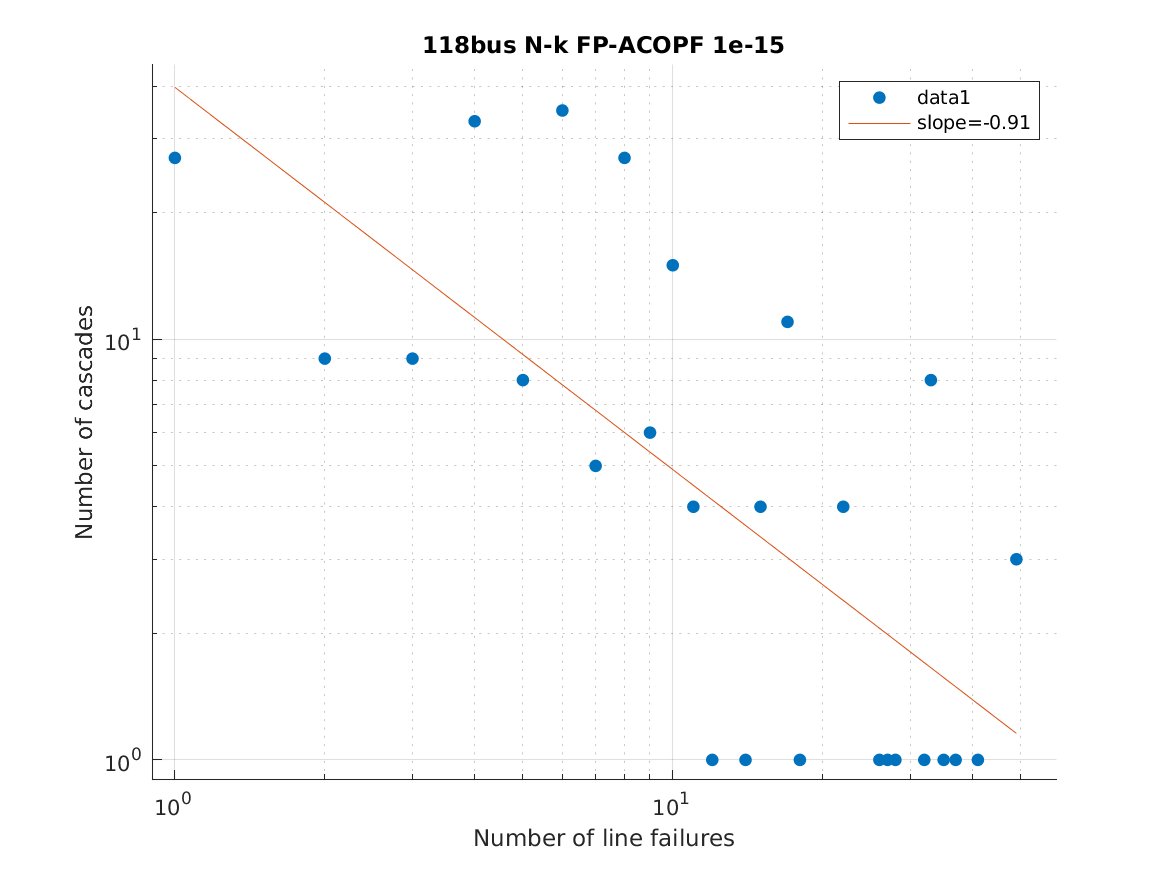 118bus N-k FP-ACOPF 1e-15
data1
slope=-0.91
Number of cascades
10^1
10^0
10^0
10^1
Number of line failures